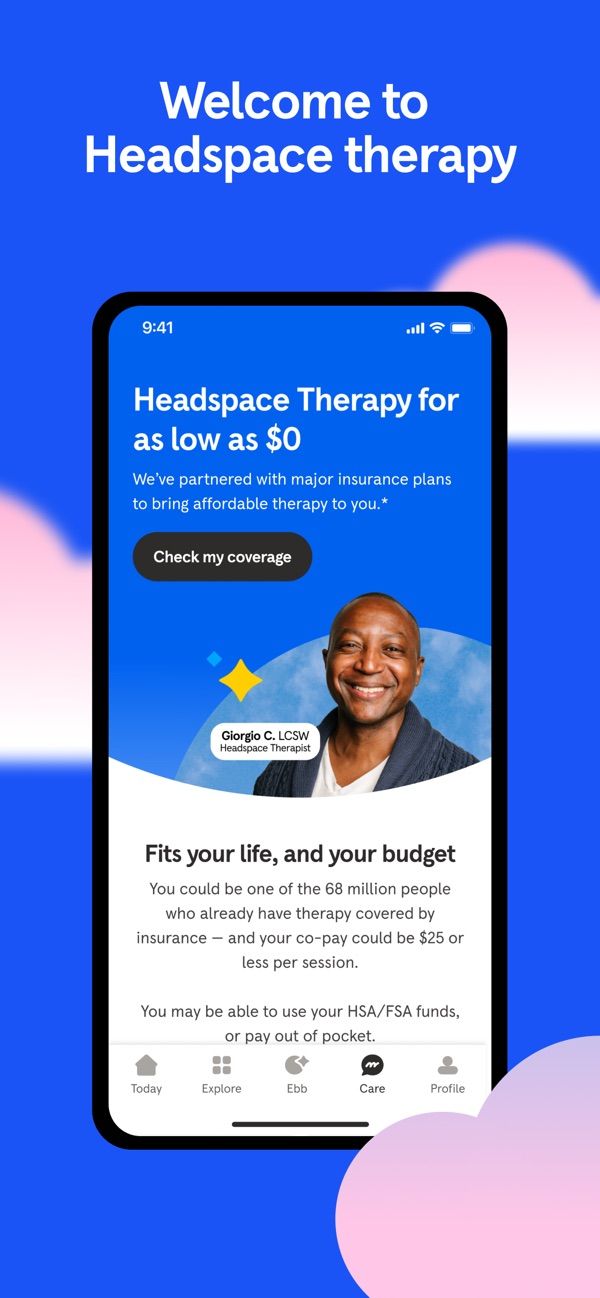 Welcome to
Headspace therapy
9:41
Headspace Therapy for
as low as $0
We've partnered with major insurance plans
to bring affordable therapy to you.*
Check my coverage
Giorgio C. LCSW
Headspace Therapist
Fits your life, and your budget
You could be one of the 68 million people
who already have therapy covered by
insurance — and your co-pay could be $25 or
less per session.
You may be able to use your HSA/FSA funds,
or pay out of pocket.
Today Explore Ebb Care Profile